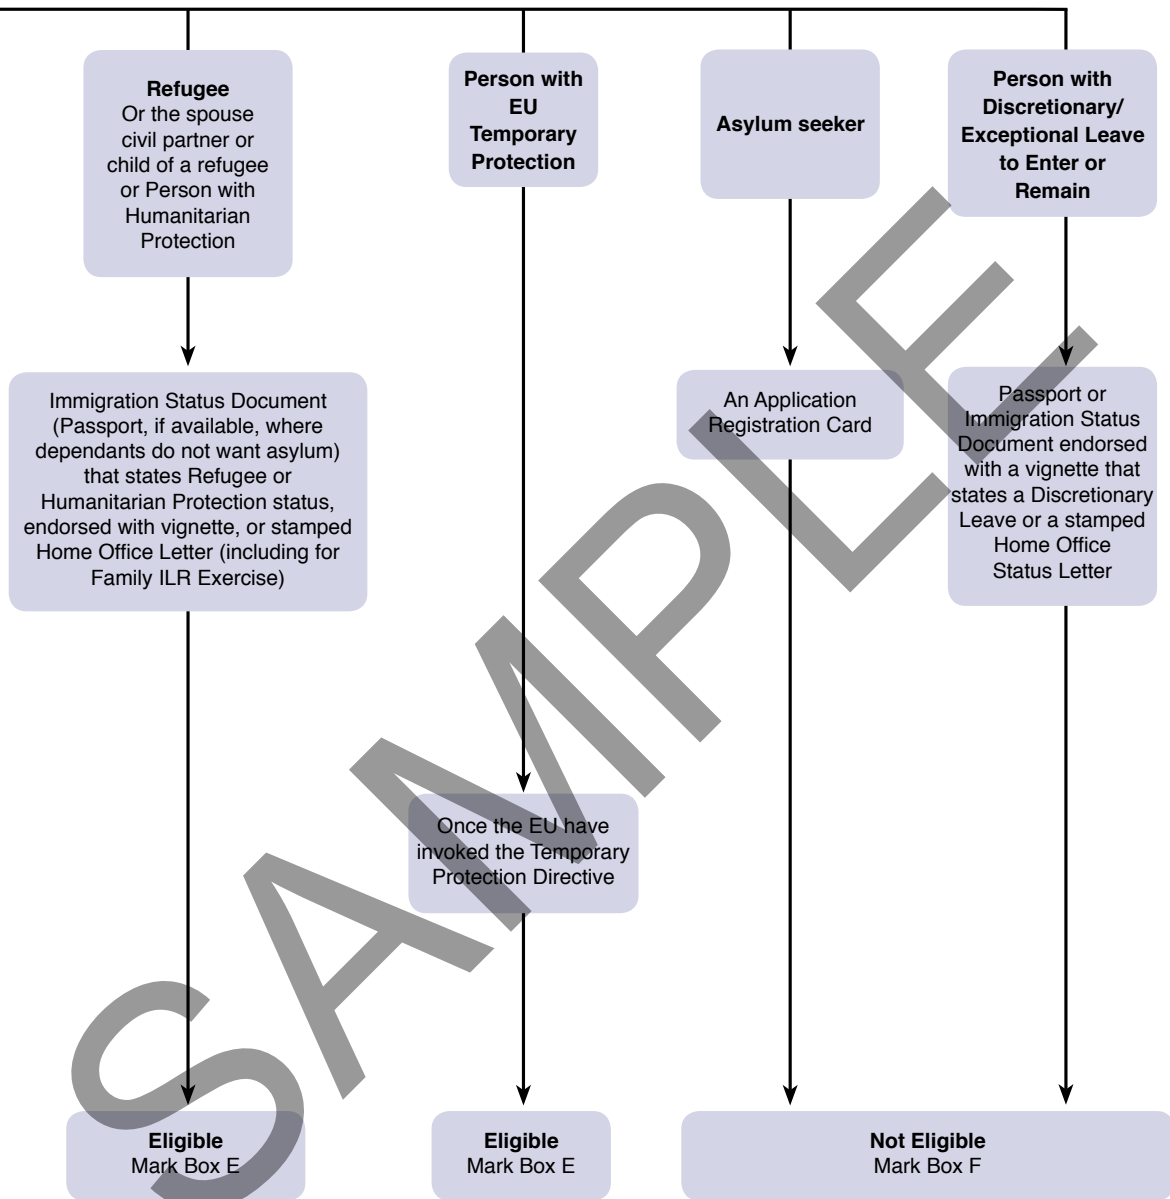 Refugee
Or the spouse
civil partner or
child of a refugee
or Person with
Humanitarian
Protection
Person with
EU
Temporary
Protection
Asylum seeker
Person with
Discretionary/
Exceptional Leave
to Enter or
Remain
Immigration Status Document
(Passport, if available, where
dependants do not want asylum)
that states Refugee or
Humanitarian Protection status,
endorsed with vignette, or stamped
Home Office Letter (including for
Family ILR Exercise)
An Application
Registration Card
Passport or
Immigration Status
Document endorsed
with a vignette that
states a Discretionary
Leave or a stamped
Home Office
Status Letter
Once the EU have
invoked the Temporary
Protection Directive
Eligible
Mark Box E
Eligible
Mark Box E
Not Eligible
Mark Box F
SAMPLE